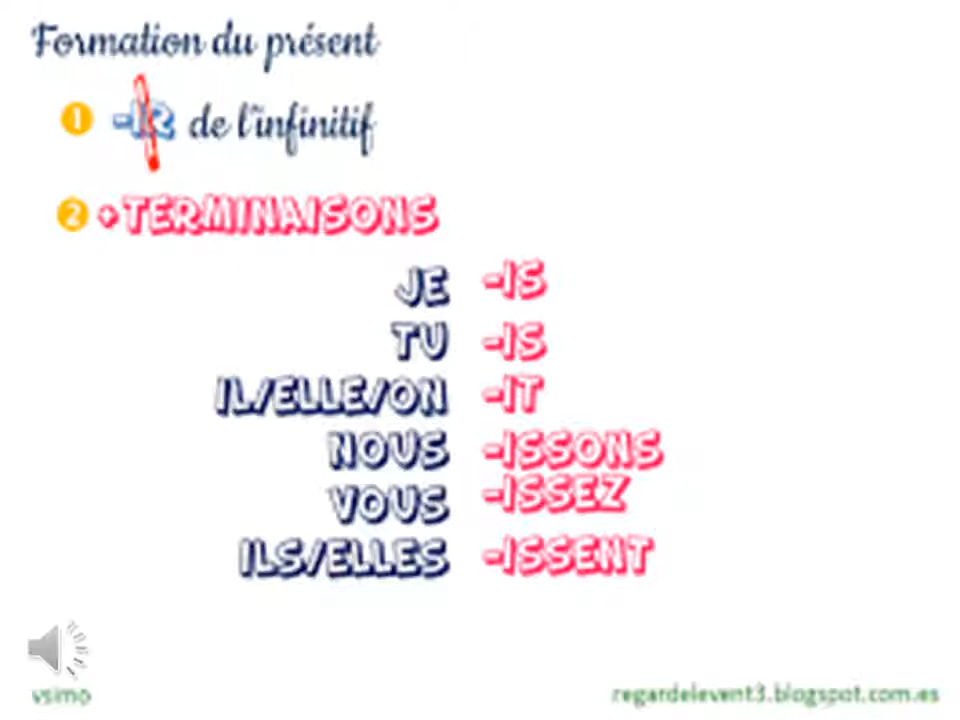 Formation du présent
1 -IR de l'infinitif
2 +TERMINAISONS
JE -IS
TU -IS
IL/ELLE/ON -IT
NOUS -ISSONS
VOUS -ISSEZ
ILS/ELLES -ISSENT
vsimo
regardelevent3.blogspot.com.es